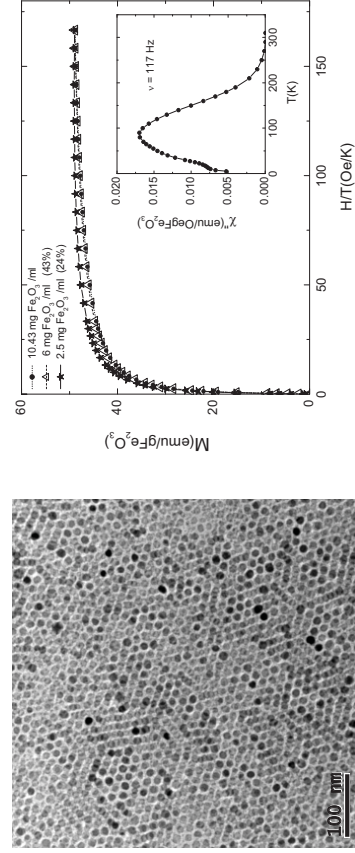 60
40
20
0
M(emu/gFe₂O₃)
10.43 mg Fe₂O₃ /ml
6 mg Fe₂O₃ /ml (43%)
2.5 mg Fe₂O₃ /ml (24%)
0
50
100
150
H/T(Oe/K)
0.020
0.015
0.010
0.005
0.000
χ"(emu/OegFe₂O₃)
ν = 117 Hz
0
100
200
300
T(K)
100 nm